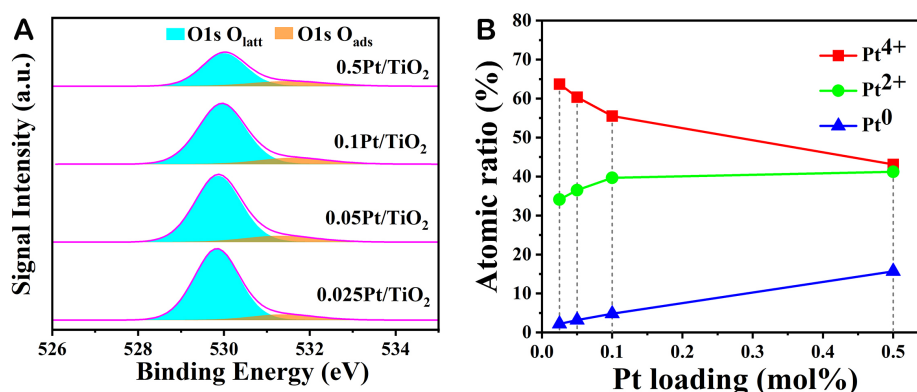 A
O1s Olatt O1s Oads
0.5Pt/TiO2
0.1Pt/TiO2
0.05Pt/TiO2
0.025Pt/TiO2
Signal Intensity (a.u.)
526 528 530 532 534
Binding Energy (eV)
B
Pt4+
Pt2+
Pt0
Atomic ratio (%)
80
70
60
50
40
30
20
10
0
0.0 0.1 0.2 0.3 0.4 0.5
Pt loading (mol%)